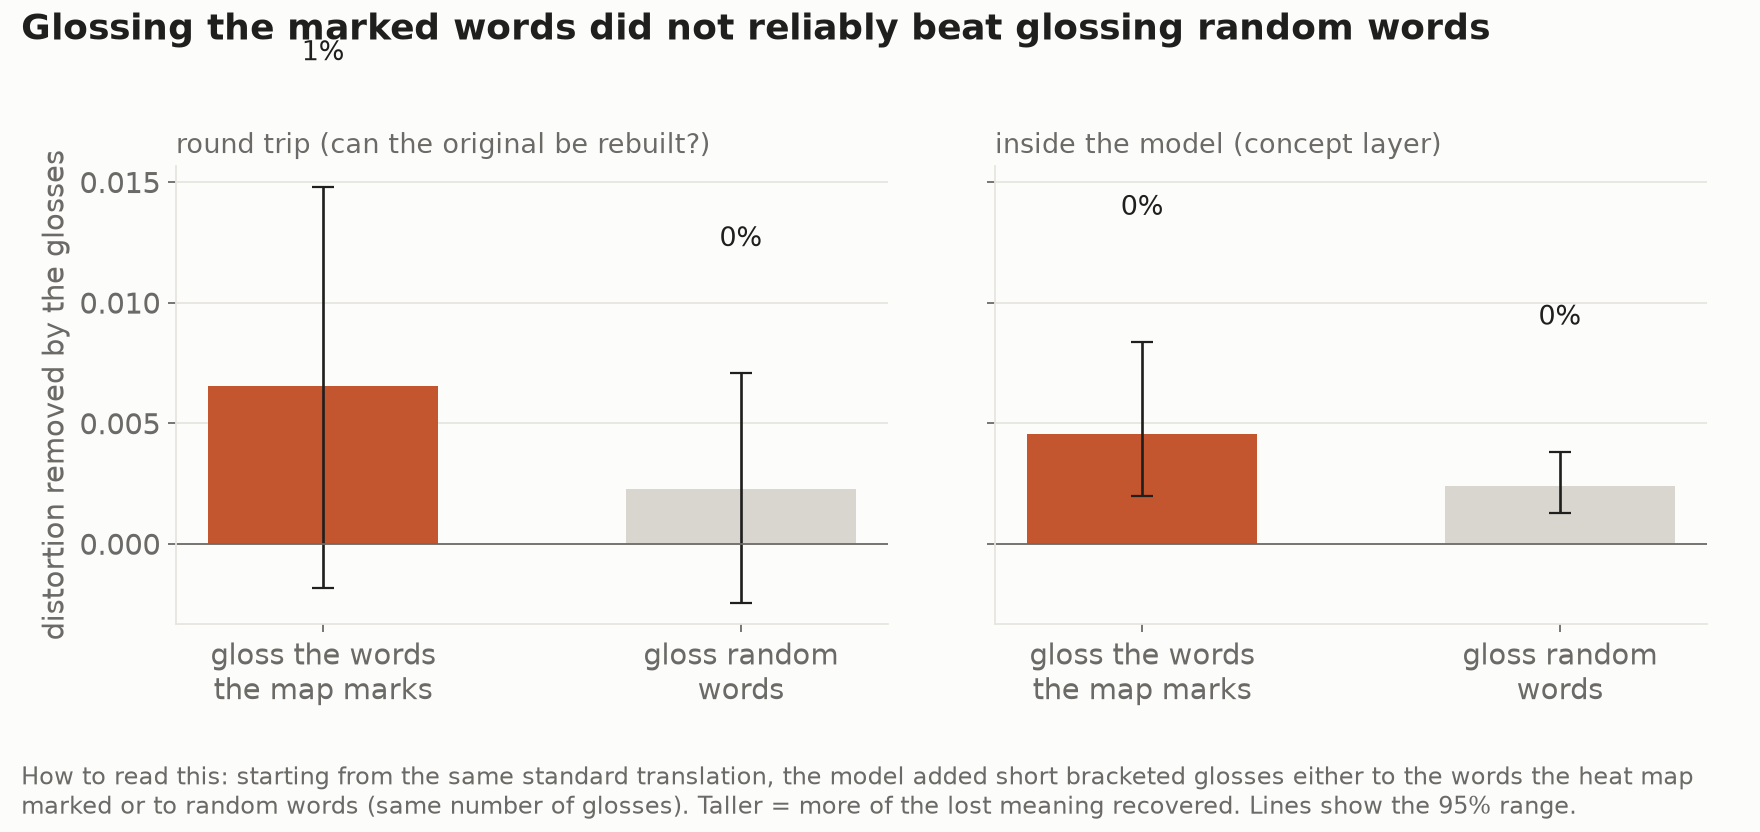 Glossing the marked words did not reliably beat glossing random words
1%
round trip (can the original be rebuilt?)
distortion removed by the glosses
0.015
0.010
0.005
0.000
0%
gloss the words
the map marks
gloss random
words
inside the model (concept layer)
0%
0%
gloss the words
the map marks
gloss random
words
How to read this: starting from the same standard translation, the model added short bracketed glosses either to the words the heat map
marked or to random words (same number of glosses). Taller = more of the lost meaning recovered. Lines show the 95% range.